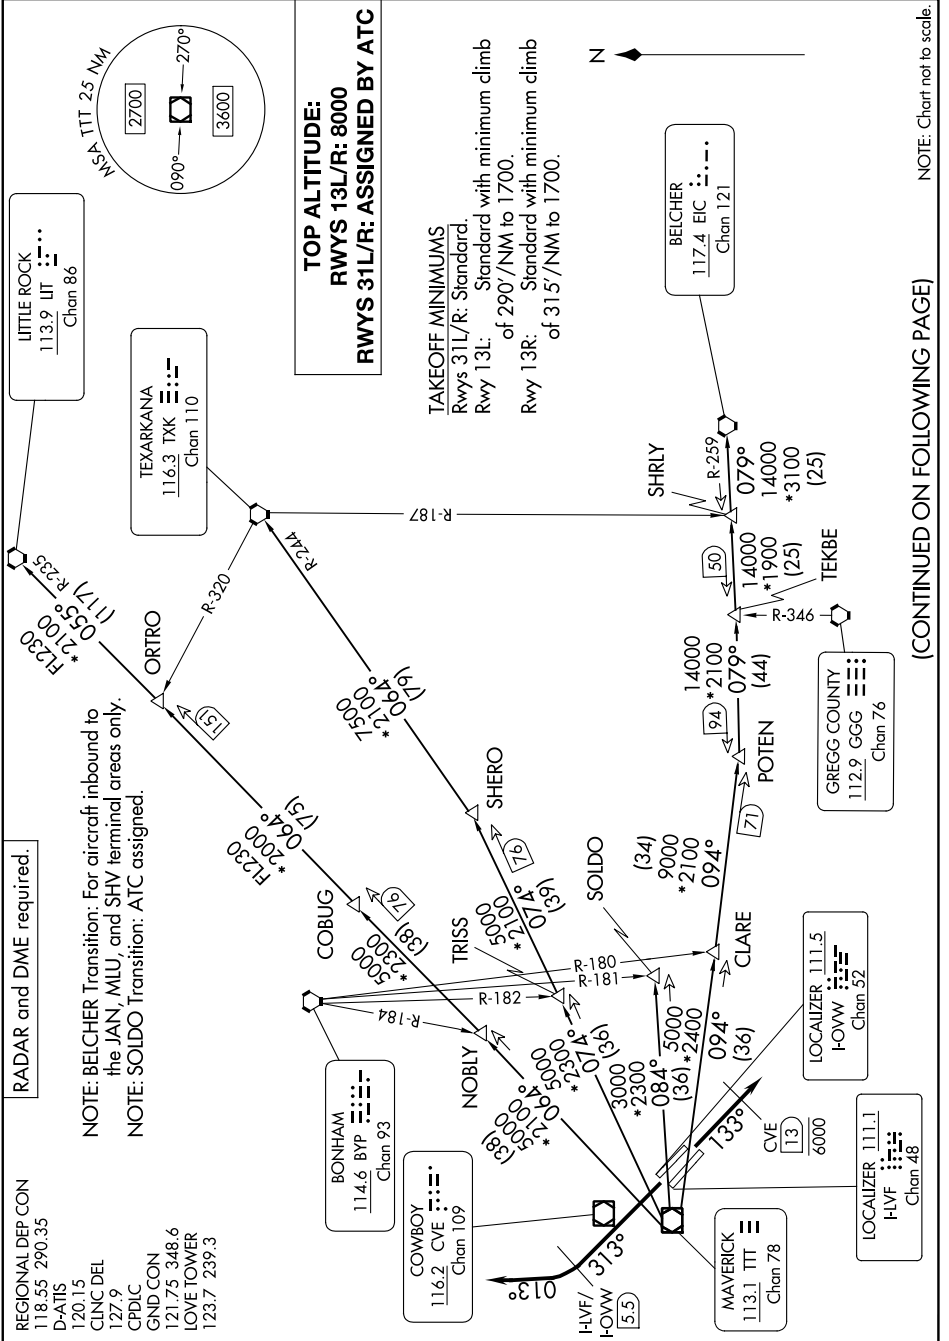 REGIONAL DEP CON
118.55 290.35
D-ATIS
120.15
CLNC DEL
127.9
CPDLC
GND CON
121.75 348.6
LOVE TOWER
123.7 239.3
RADAR and DME required.
NOTE: BELCHER Transition: For aircraft inbound to
the JAN, MLU, and SHV terminal areas only.
NOTE: SOLDO Transition: ATC assigned.
LITTLE ROCK
113.9 LIT
Chan 86
MSA TTT 25 NM
2700
090°
270°
3600
TEXARKANA
116.3 TXK
Chan 110
TOP ALTITUDE:
RWYS 13L/R: 8000
RWYS 31L/R: ASSIGNED BY ATC
TAKEOFF MINIMUMS
Rwys 31L/R: Standard.
Rwy 13L: Standard with minimum climb
of 290'/NM to 1700.
Rwy 13R: Standard with minimum climb
of 315'/NM to 1700.
N
R-235
FL230
*2100
055°
(117)
ORTRO
R-320
151
FL230
*2000
064°
(75)
COBUG
76
5000
*2300
(38)
NOBLY
R-184
5000
*2100
064°
(38)
R-244
7500
*2100
064°
(79)
SHERO
76
5000
*2100
074°
(39)
TRISS
R-182
5000
*2300
074°
(36)
BONHAM
114.6 BYP
Chan 93
R-181
R-180
SOLDO
3000
*2300
084°
(36)
5000
*2400
094°
(36)
CLARE
(34)
9000
*2100
094°
71
POTEN
94
14000
*2100
079°
(44)
TEKBE
R-346
50
14000
*1900
(25)
SHRLY
R-187
R-259
079°
14000
*3100
(25)
BELCHER
117.4 EIC
Chan 121
GREGG COUNTY
112.9 GGG
Chan 76
COWBOY
116.2 CVE
Chan 109
MAVERICK
113.1 TTT
Chan 78
013°
313°
I-LVF/
I-OVW
5.5
133°
CVE
13
6000
LOCALIZER 111.5
I-OVW
Chan 52
LOCALIZER 111.1
I-LVF
Chan 48
(CONTINUED ON FOLLOWING PAGE)
NOTE: Chart not to scale.